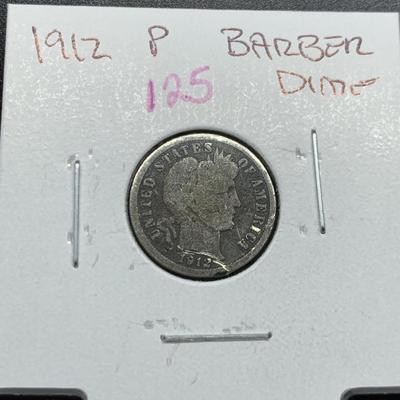 1912 P BARBER
125 DIME
UNITED STATES OF AMERICA
1912